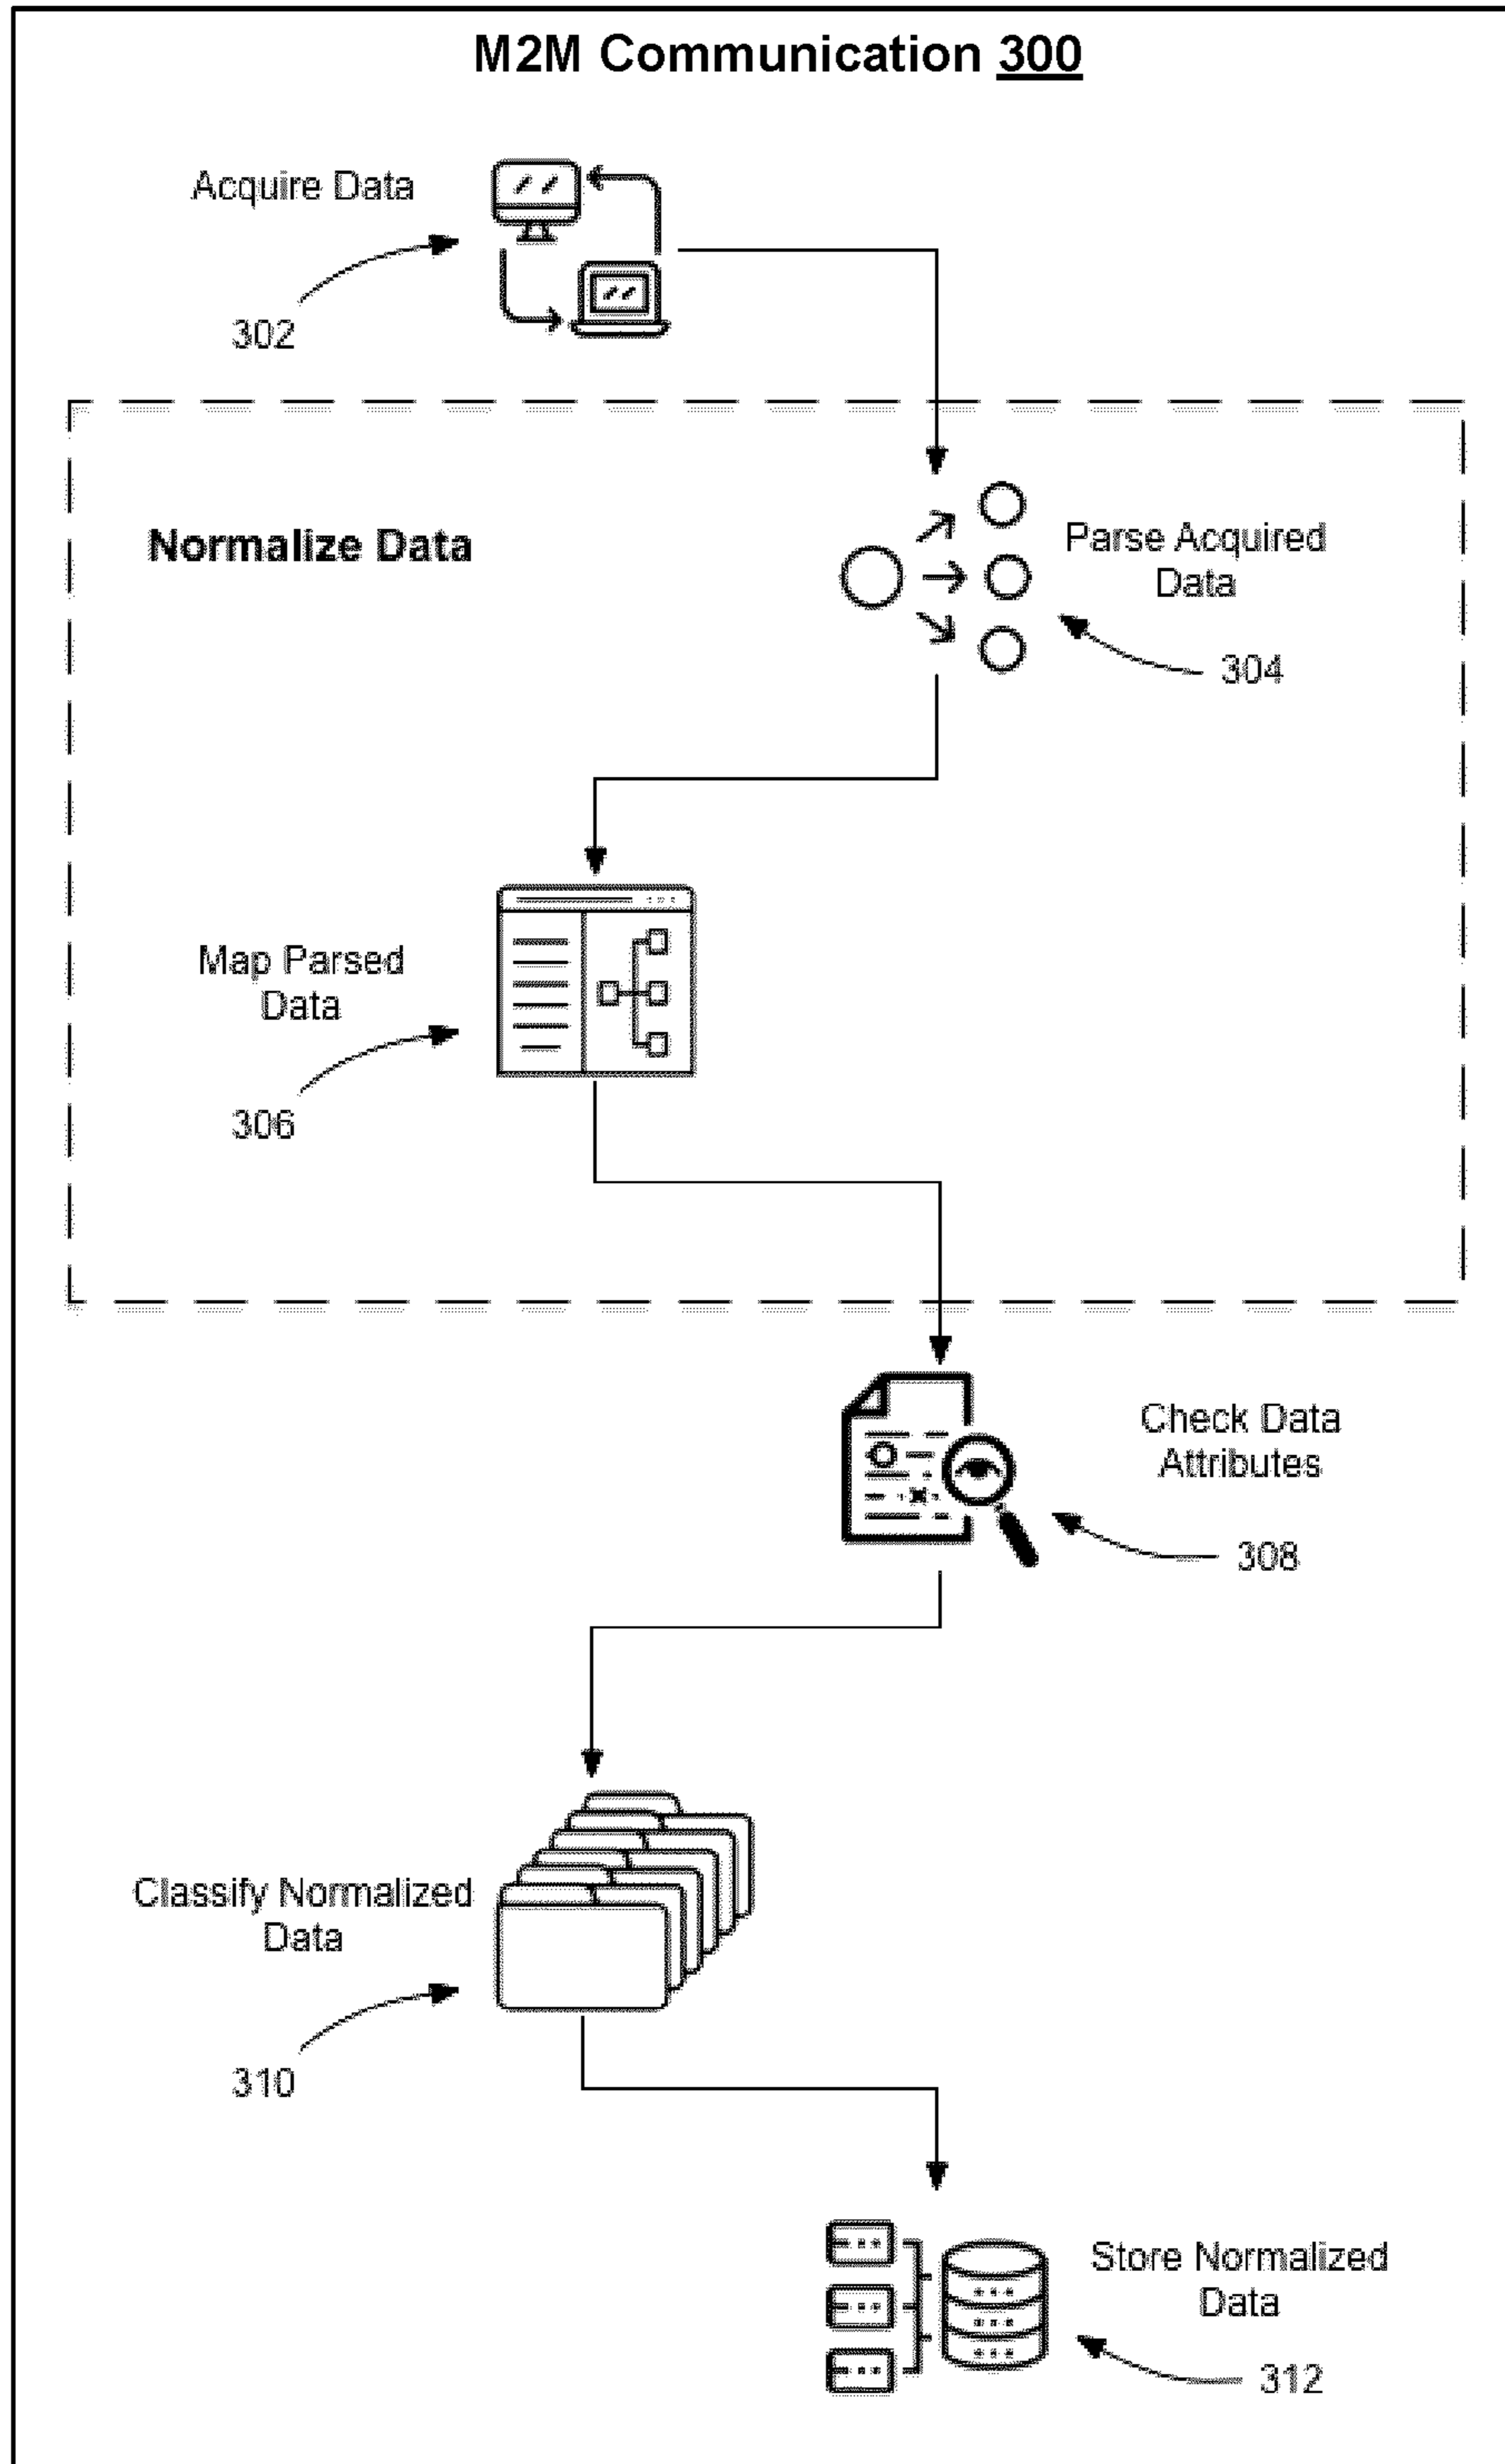 M2M Communication 300
Acquire Data
302
Normalize Data
Parse Acquired
Data
304
Map Parsed
Data
306
Check Data
Attributes
308
Classify Normalized
Data
310
Store Normalized
Data
312